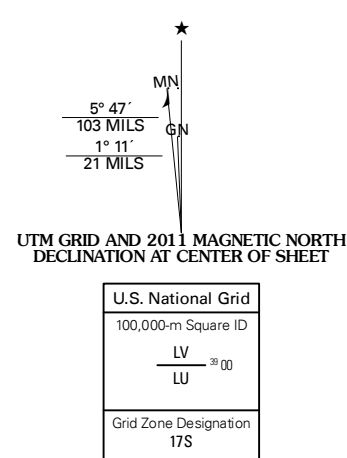 ★
MN
5° 47´
103 MILS
GN
1° 11´
21 MILS
UTM GRID AND 2011 MAGNETIC NORTH
DECLINATION AT CENTER OF SHEET
U.S. National Grid
100,000-m Square ID
LV
39 00
LU
Grid Zone Designation
17S